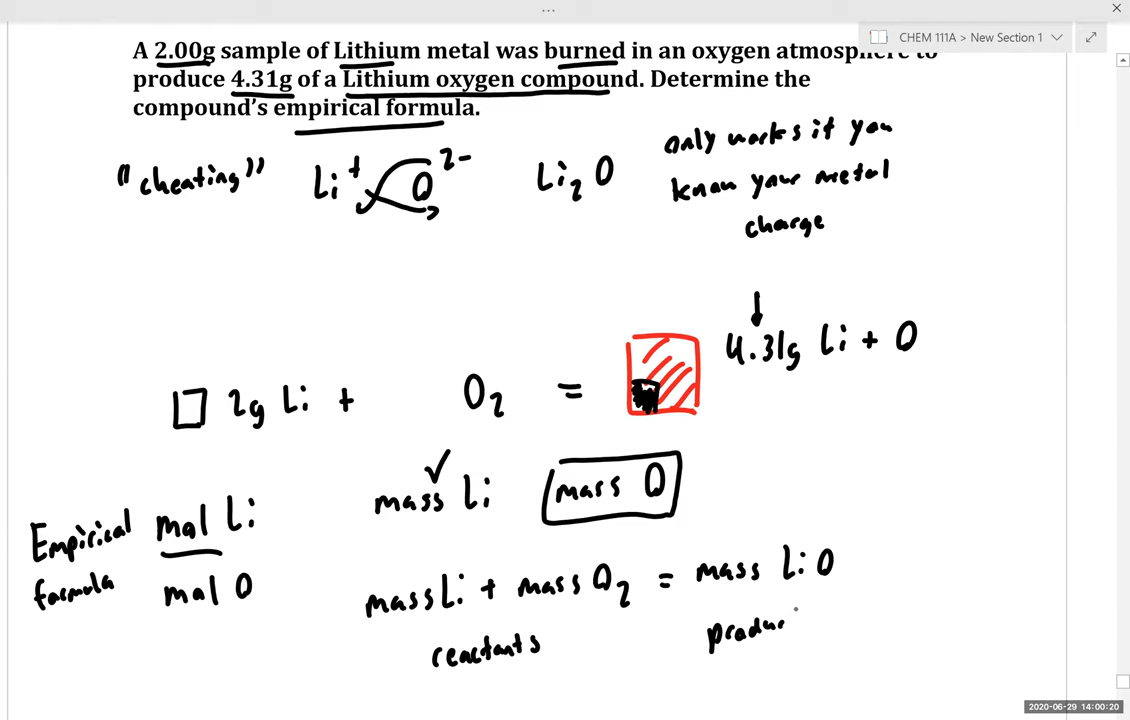 CHEM 111A > New Section 1
A 2.00g sample of Lithium metal was burned in an oxygen atmosphere to
produce 4.31g of a Lithium oxygen compound. Determine the
compound's empirical formula.
"cheating" Li+ O2- Li2O
only works if you
know your metal
charge
4.31g Li + O
2g Li + O2 =
mass Li mass O
Empirical mol Li
formula mol O
mass Li + mass O2 = mass LiO
reactants produc
2020-06-29 14:00:20